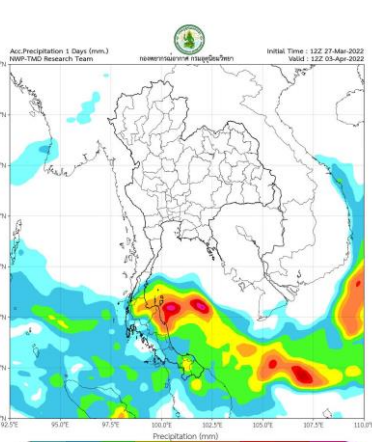 Acc.Precipitation 1 Days (mm.)
NWP-TMD Research Team
กองพยากรณ์อากาศ กรมอุตุนิยมวิทยา
Initial Time : 12Z 27-Mar-2022
Valid : 12Z 03-Apr-2022
92.5°E 95.0°E 97.5°E 100.0°E 102.5°E 105.0°E 107.5°E 110.0°E
Precipitation (mm)